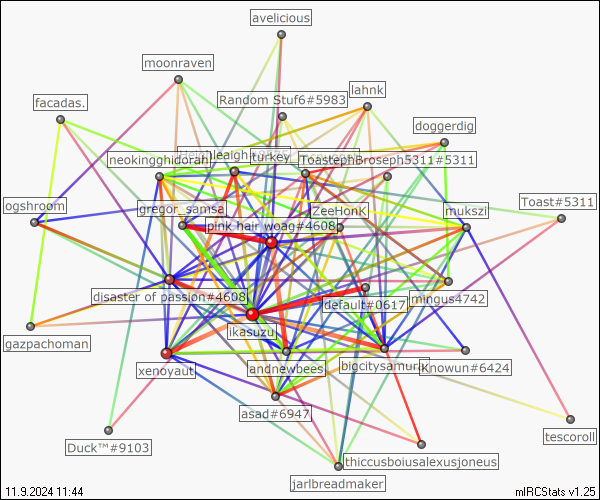 avelicious
moonraven
lahnk
Random Stuf6#5983
facadas.
doggerdig
neokingghidorah
turkey
ToastephBroseph5311#5311
Toast#5311
ogshroom
gregor_samsa
ZeeHonK
mukszi
pink hair woag#4608
disaster of passion#4608
default#0617
mingus4742
ikasuzu
gazpachoman
xenoyaut
andnewbees
Knowun#6424
asad#6947
tescoroll
Duck™#9103
thiccusboiusalexusjoneus
jarlbreadmaker
11.9.2024 11:44
mIRCStats v1.25